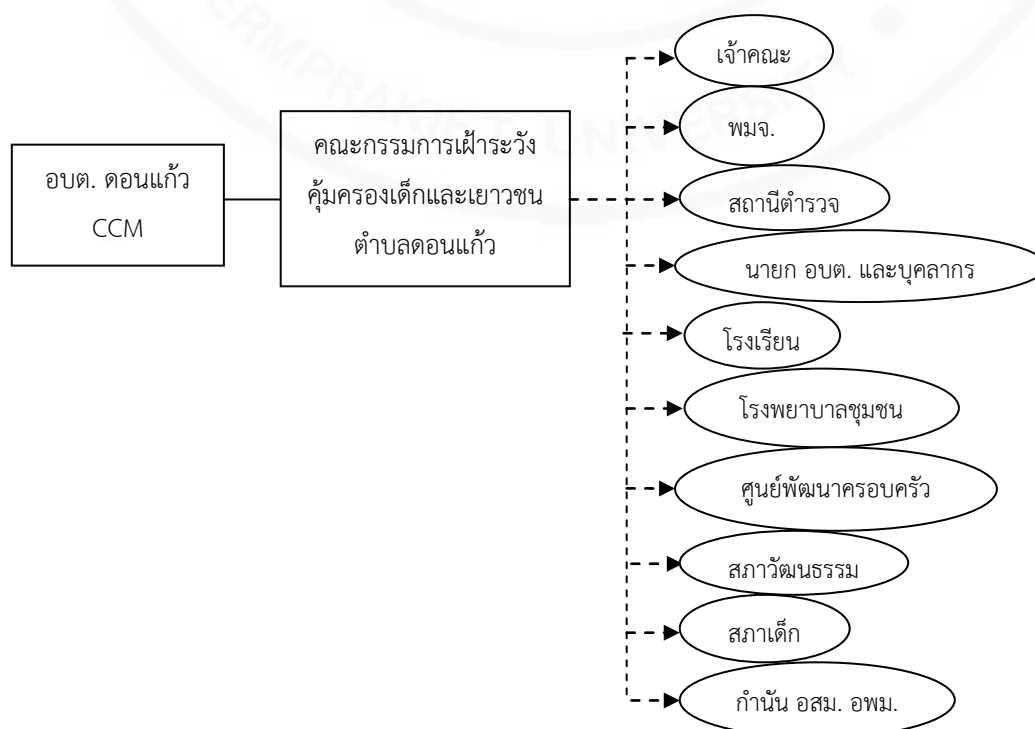 อบต. ดอนแก้ว
CCM
คณะกรรมการเฝ้าระวัง
คุ้มครองเด็กและเยาวชน
ตำบลดอนแก้ว
เจ้าคณะ
พมจ.
สถานีตำรวจ
นายก อบต. และบุคลากร
โรงเรียน
โรงพยาบาลชุมชน
ศูนย์พัฒนาครอบครัว
สภาวัฒนธรรม
สภาเด็ก
กำนัน อสม. อพม.